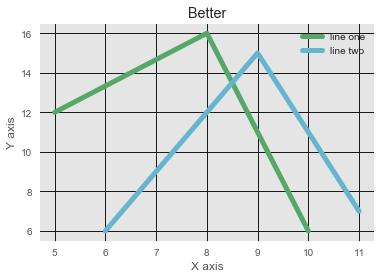 Better
line one
line two
16
14
12
10
8
6
Y axis
5 6 7 8 9 10 11
X axis